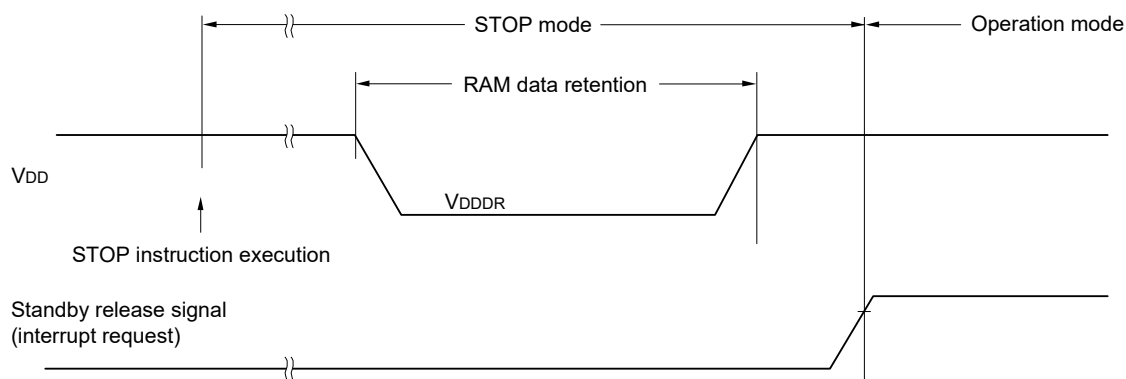 STOP mode
Operation mode
RAM data retention
VDD
VDDDR
STOP instruction execution
Standby release signal
(interrupt request)